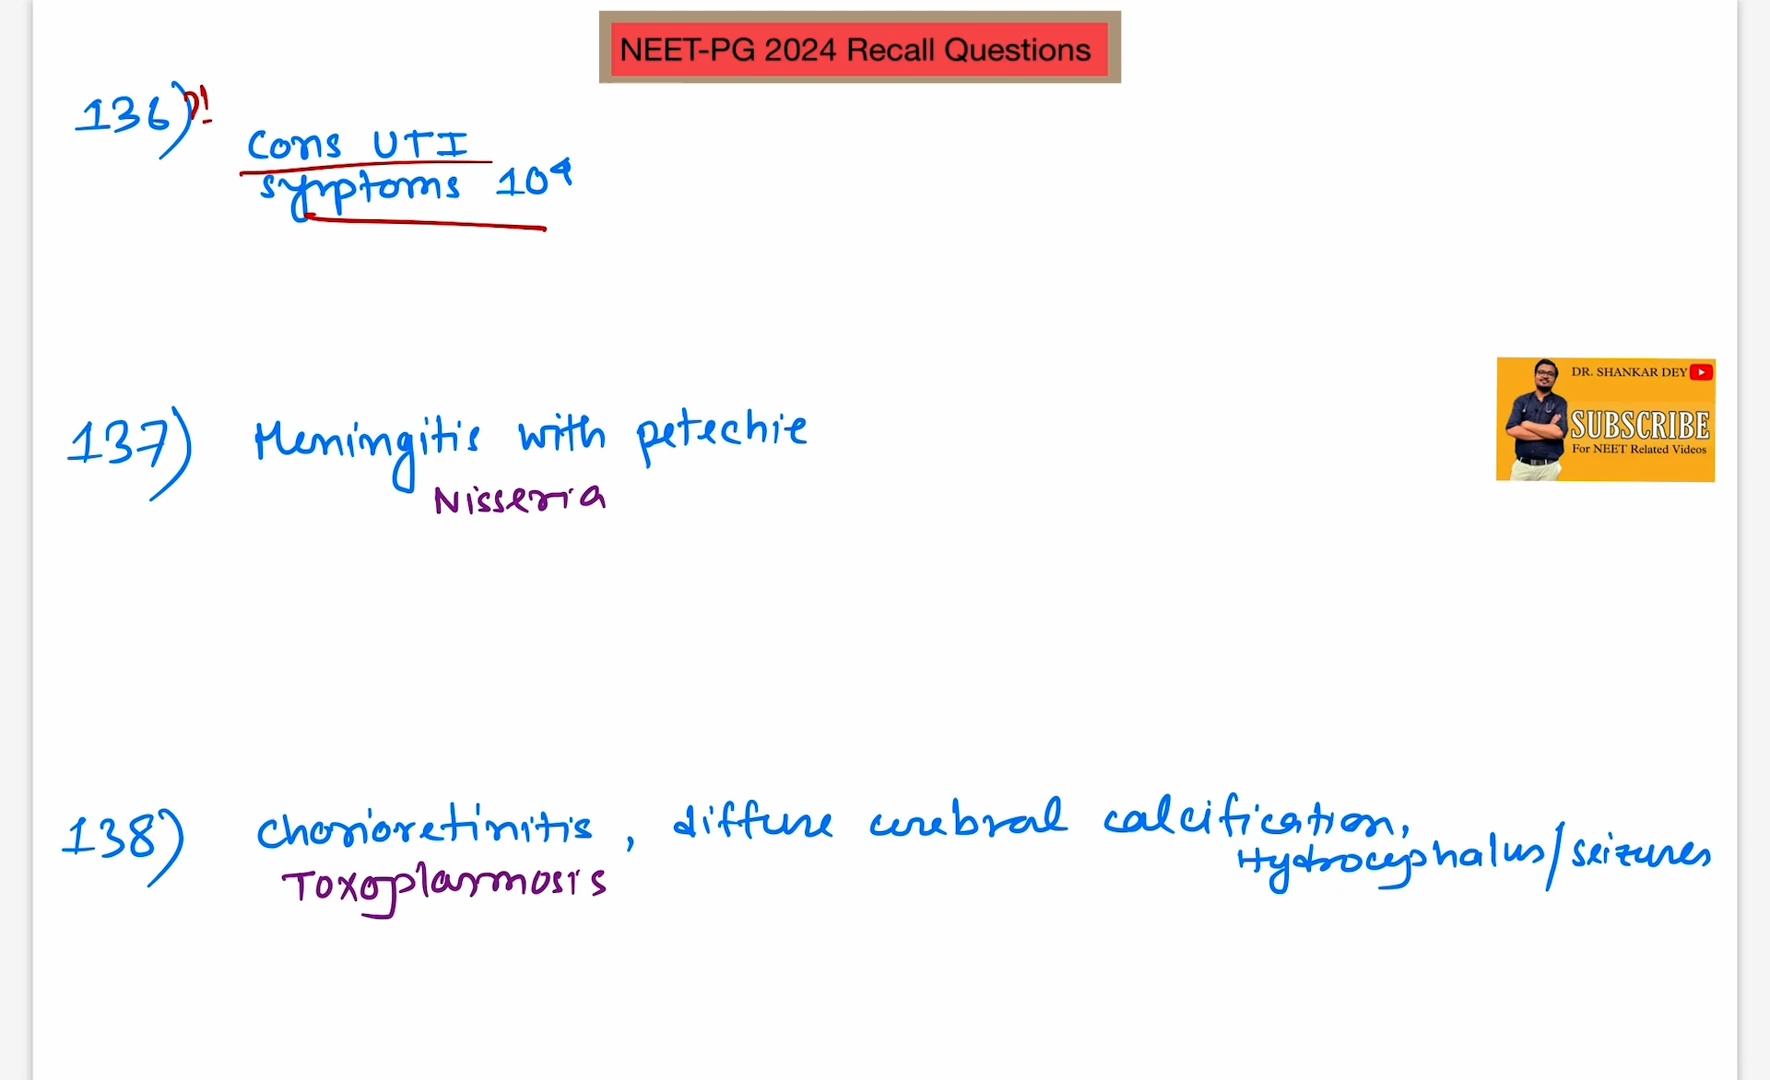 NEET-PG 2024 Recall Questions
136)
Cons UTI
symptoms 10⁴
DR. SHANKAR DEY
SUBSCRIBE
For NEET Related Videos
137) Meningitis with petechie
Nisseria
138) chorioretinitis, diffuse cerebral calcification,
Hydrocephalus/seizures
Toxoplasmosis